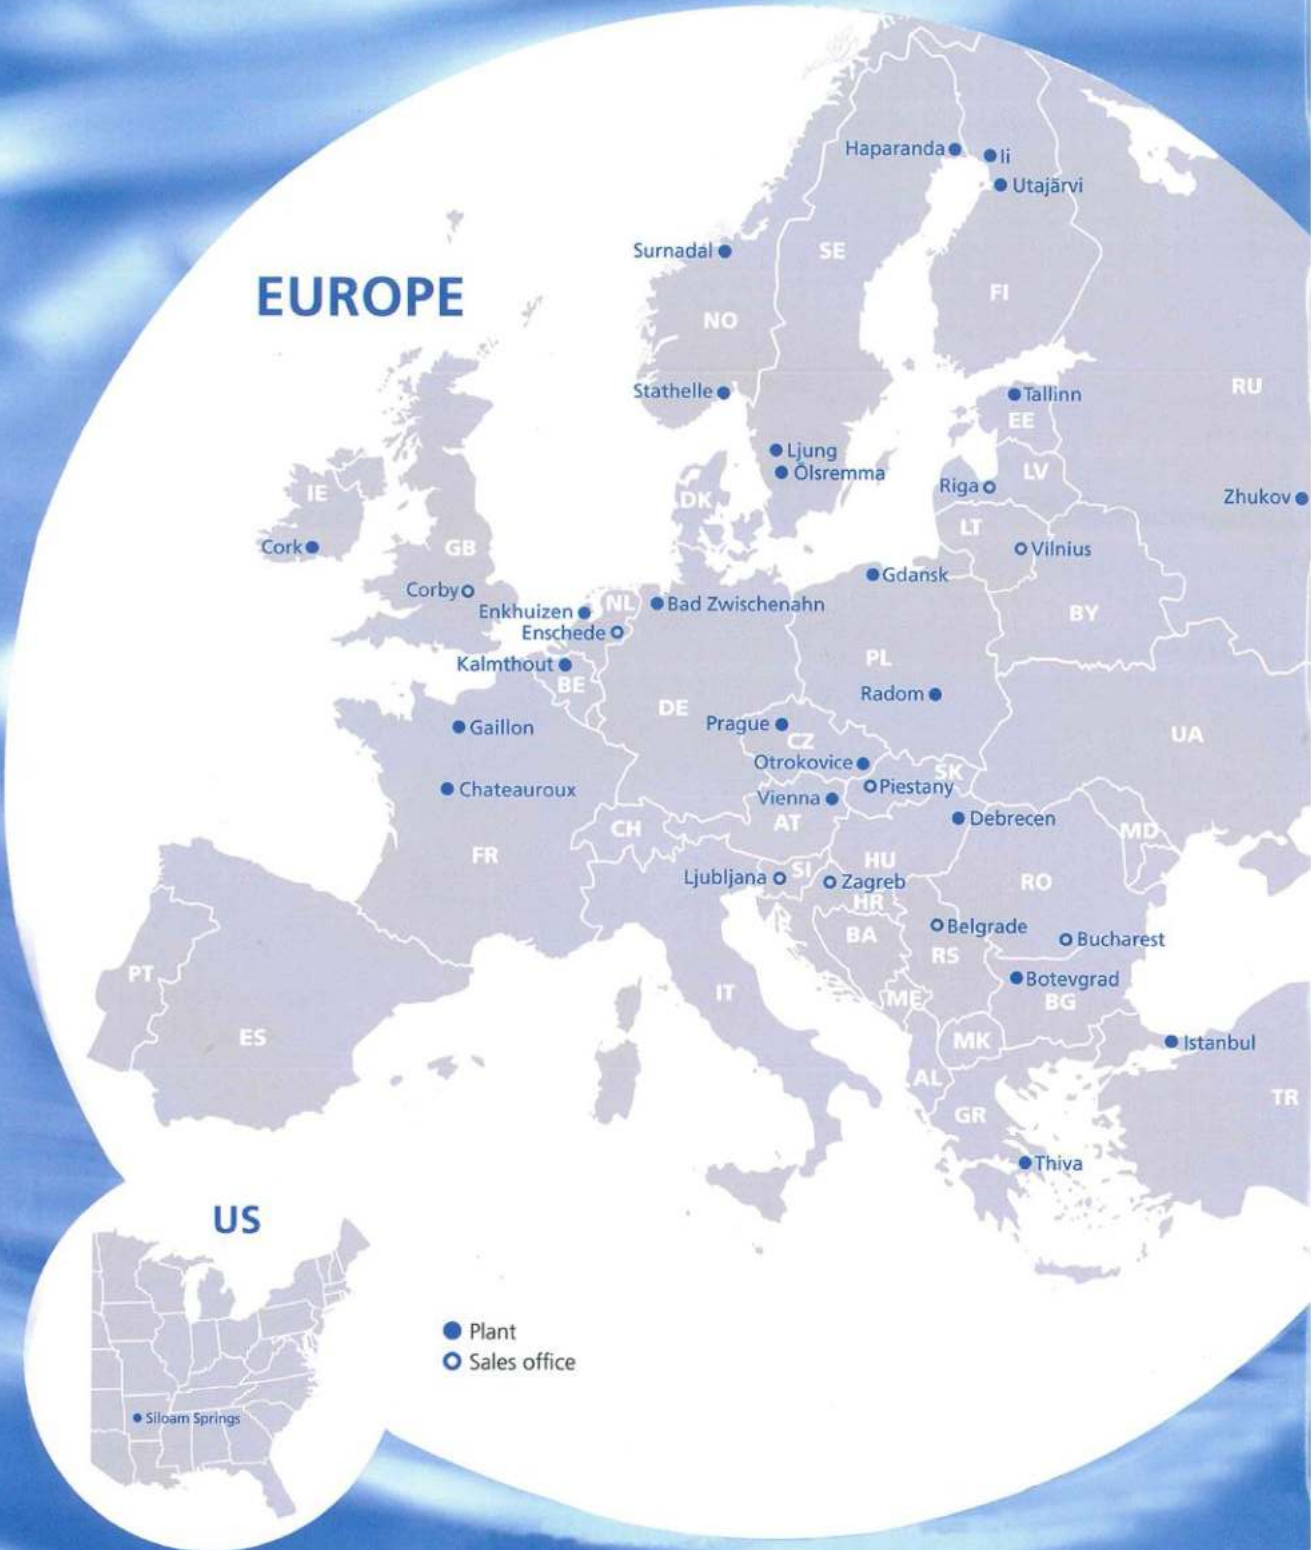 Haparanda
Ii
Utajärvi
Surnadal
SE
EUROPE
FI
NO
RU
Stathelle
Tallinn
EE
Ljung
Ölsremma
LV
Riga
IE
DK
Zhukov
LT
Cork
GB
Vilnius
Gdansk
Corby
NL
Bad Zwischenahn
Enkhuizen
BY
Enschede
PL
Kalmthout
BE
Radom
DE
Prague
Gaillon
UA
CZ
Otrokovice
SK
Piestany
Chateauroux
Vienna
Debrecen
AT
CH
MD
FR
HU
SI
Ljubljana
Zagreb
RO
HR
Belgrade
BA
Bucharest
RS
PT
Botevgrad
IT
ME
BG
ES
MK
Istanbul
AL
TR
GR
Thiva
US
Plant
Sales office
Siloam Springs